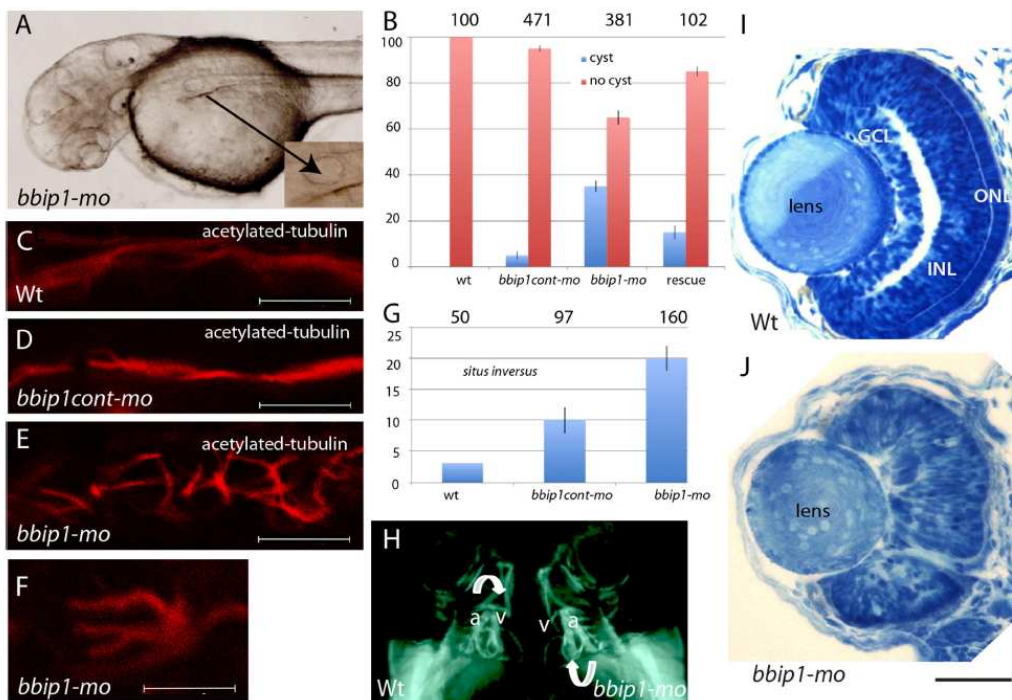 A
bbip1-mo
B
100 471 381 102
cyst
no cyst
100
80
60
40
20
0
wt bbip1cont-mo bbip1-mo rescue
C
acetylated-tubulin
Wt
D
acetylated-tubulin
bbip1cont-mo
E
acetylated-tubulin
bbip1-mo
F
bbip1-mo
G
50 97 160
situs inversus
30
25
20
15
10
5
0
wt bbip1cont-mo bbip1-mo
H
a v
v a
Wt bbip1-mo
I
GCL
lens
ONL
INL
Wt
J
lens
bbip1-mo